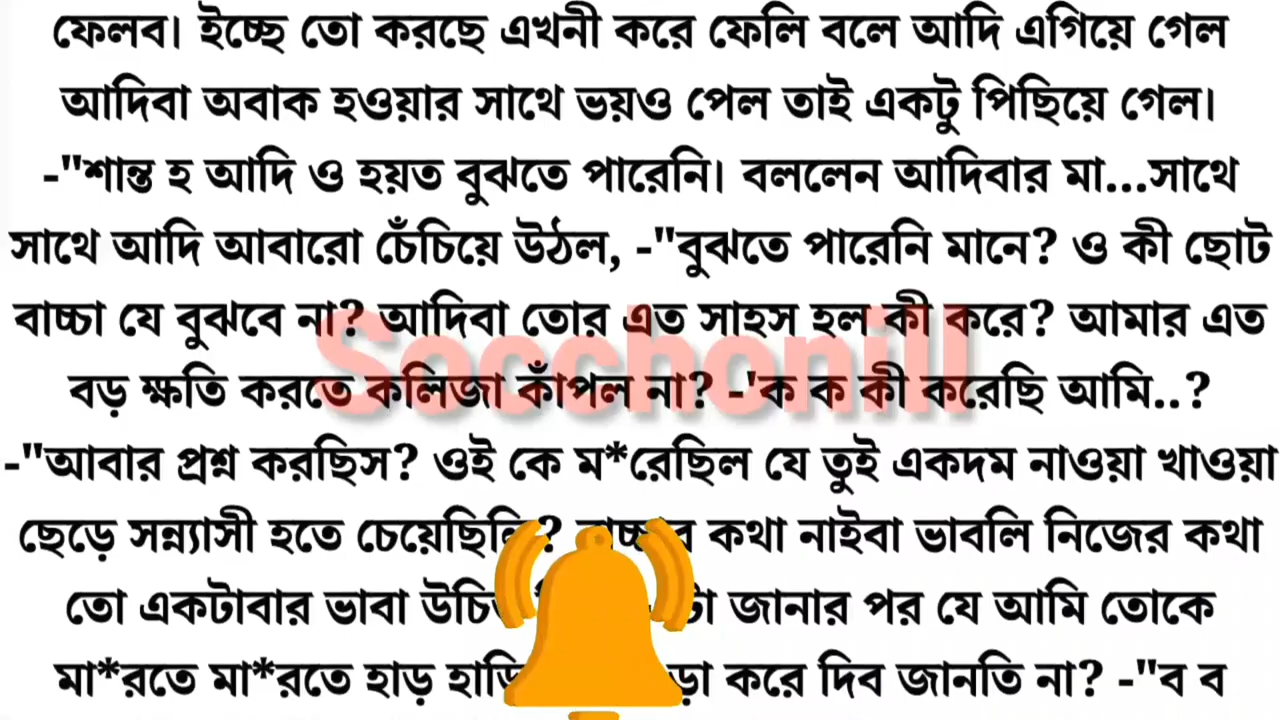 ফেলব। ইচ্ছে তো করছে এখনী করে ফেলি বলে আদি এগিয়ে গেল
আদিবা অবাক হওয়ার সাথে ভয়ও পেল তাই একটু পিছিয়ে গেল।
-"শান্ত হ আদি ও হয়ত বুঝতে পারেনি। বললেন আদিবার মা...সাথে
সাথে আদি আবারো চেঁচিয়ে উঠল, -"বুঝতে পারেনি মানে? ও কী ছোট
বাচ্চা যে বুঝবে না? আদিবা তোর এত সাহস হল কী করে? আমার এত
Socchonill
বড় ক্ষতি করতে কলিজা কাঁপল না? -'ক ক কী করেছি আমি..?
-"আবার প্রশ্ন করছিস? ওই কে ম*রেছিল যে তুই একদম নাওয়া খাওয়া
ছেড়ে সন্ন্যাসী হতে চেয়েছিলি? কথা নাইবা ভাবলি নিজের কথা
তো একটাবার ভাবা জানার পর যে আমি তোকে
মা*রতে মা*রতে হাড় করে দিব জানতি না? -"ব ব